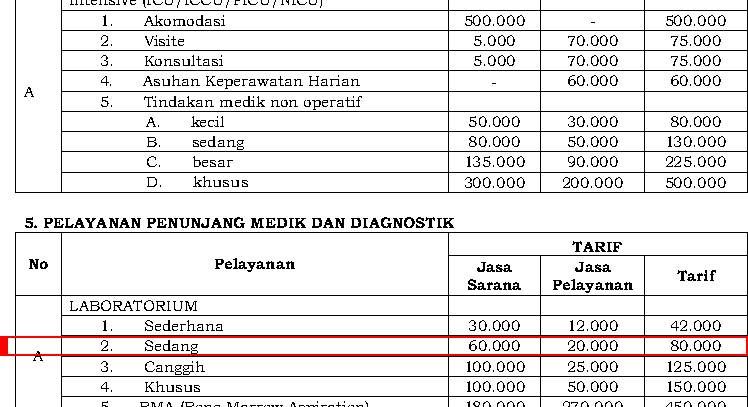 Intensive (ICU/ICCU/PICU/NICU)
1. Akomodasi 500.000 - 500.000
2. Visite 5.000 70.000 75.000
3. Konsultasi 5.000 70.000 75.000
4. Asuhan Keperawatan Harian - 60.000 60.000
A
5. Tindakan medik non operatif
A. kecil 50.000 30.000 80.000
B. sedang 80.000 50.000 130.000
C. besar 135.000 90.000 225.000
D. khusus 300.000 200.000 500.000
5. PELAYANAN PENUNJANG MEDIK DAN DIAGNOSTIK
No Pelayanan TARIF
Jasa Sarana Jasa Pelayanan Tarif
LABORATORIUM
1. Sederhana 30.000 12.000 42.000
2. Sedang 60.000 20.000 80.000
A
3. Canggih 100.000 25.000 125.000
4. Khusus 100.000 50.000 150.000
5. BMA (Bone Marrow Aspiration) 180.000 270.000 450.000